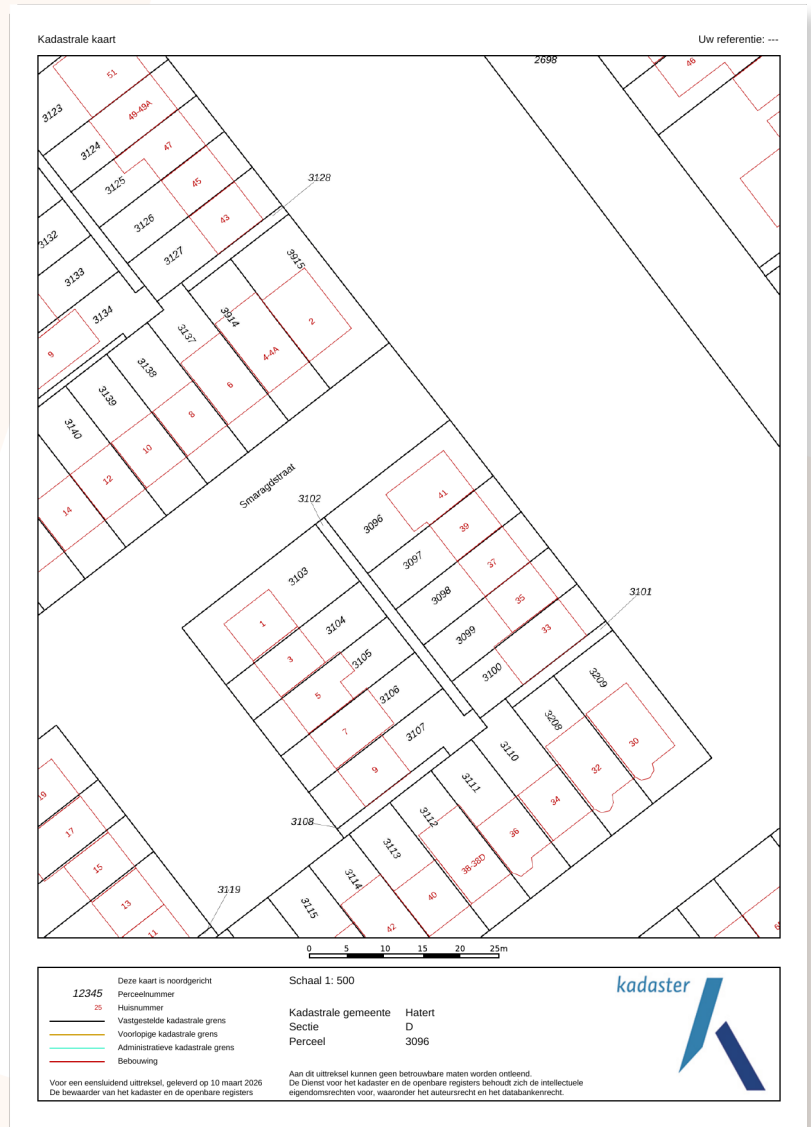 Kadastrale kaart
Uw referentie: ---
2698
51
46
3123
49-49A
3124
47
3125
45
3128
3126
43
3132
3127
3133
3915
3134
3914
2
3137
9
4-4A
3138
6
3139
8
3140
10
12
14
Smaragdstraat
3102
41
3096
39
3097
37
3103
3098
35
3101
1
3104
33
3099
3
3105
3100
5
3106
3209
7
3107
3208
30
9
3110
32
3111
34
19
3112
36
3108
17
3113
38-38D
15
3114
40
3119
13
3115
42
11
0 5 10 15 20 25m
Deze kaart is noordgericht
12345 Perceelnummer
25 Huisnummer
Vastgestelde kadastrale grens
Voorlopige kadastrale grens
Administratieve kadastrale grens
Bebouwing
Voor een eensluidend uittreksel, geleverd op 10 maart 2026
De bewaarder van het kadaster en de openbare registers
Schaal 1: 500
Kadastrale gemeente Hatert
Sectie D
Perceel 3096
Aan dit uittreksel kunnen geen betrouwbare maten worden ontleend.
De Dienst voor het kadaster en de openbare registers behoudt zich de intellectuele
eigendomsrechten voor, waaronder het auteursrecht en het databankenrecht.
kadaster